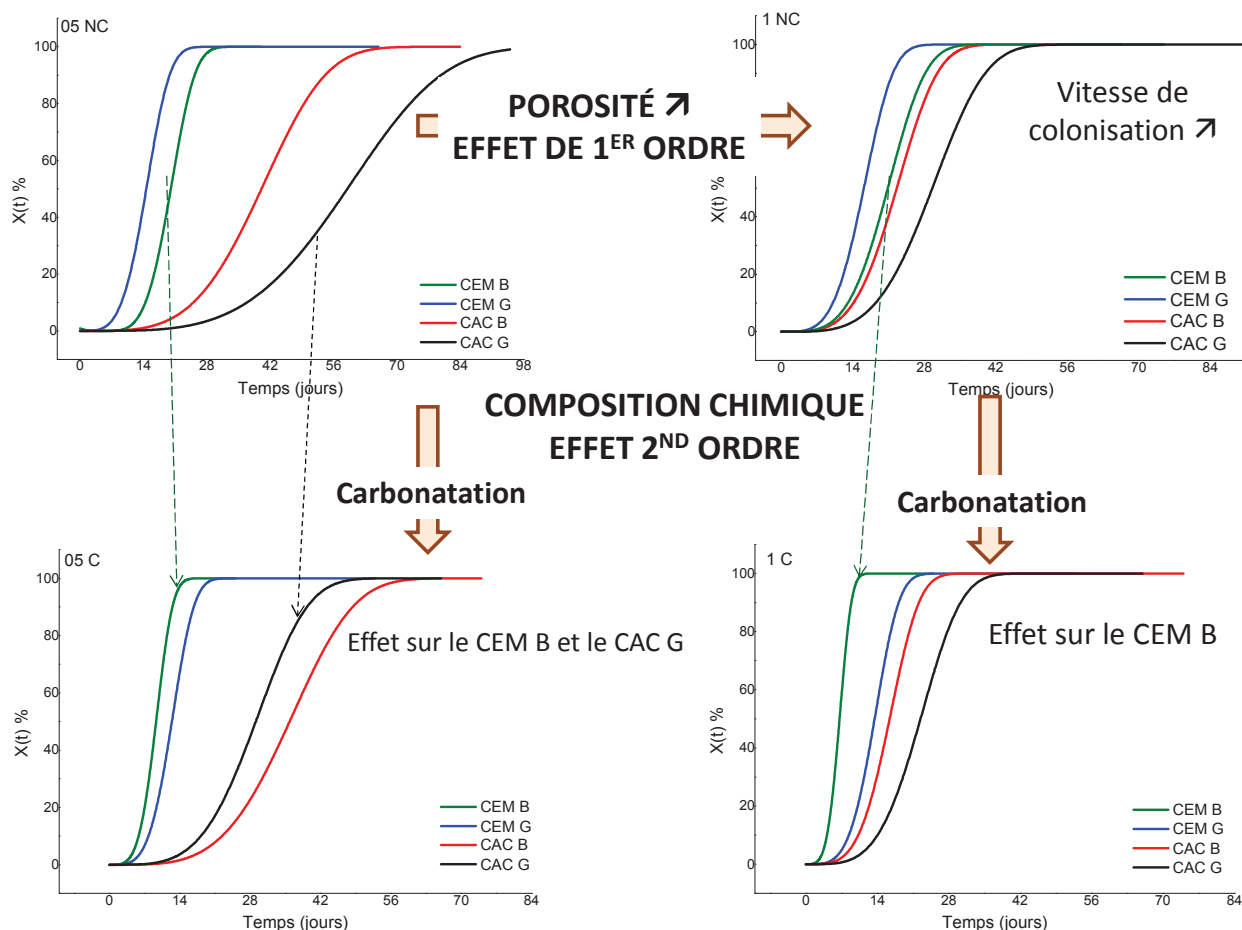 05 NC
100
80
60
40
20
0
X(t) %
CEM B
CEM G
CAC B
CAC G
0 14 28 42 56 70 84 98
Temps (jours)
POROSITÉ ↗
EFFET DE 1ER ORDRE
1 NC
100
60
40
20
0
X(t) %
Vitesse de
colonisation ↗
CEM B
CEM G
CAC B
CAC G
0 14 28 42 56 70 84
Temps (jours)
COMPOSITION CHIMIQUE
EFFET 2ND ORDRE
Carbonatation
Carbonatation
05 C
100
80
60
40
20
0
X(t) %
Effet sur le CEM B et le CAC G
CEM B
CEM G
CAC B
CAC G
0 14 28 42 56 70 84
Temps (jours)
1 C
100
80
60
40
20
0
X(t) %
Effet sur le CEM B
CEM B
CEM G
CAC B
CAC G
0 14 28 42 56 70 84
Temps (jours)